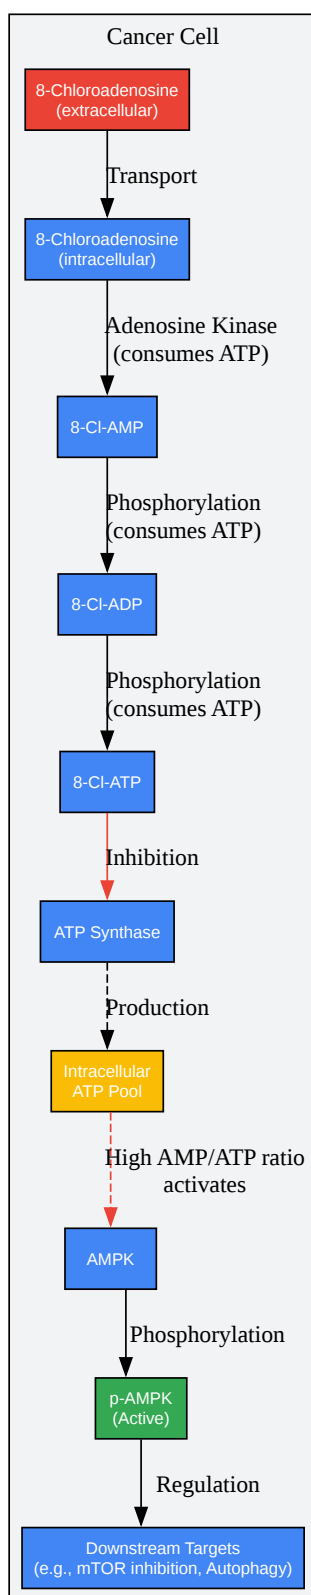 Cancer Cell
8-Chloroadenosine
(extracellular)
Transport
8-Chloroadenosine
(intracellular)
Adenosine Kinase
(consumes ATP)
8-Cl-AMP
Phosphorylation
(consumes ATP)
8-Cl-ADP
Phosphorylation
(consumes ATP)
8-Cl-ATP
Inhibition
ATP Synthase
Production
Intracellular
ATP Pool
High AMP/ATP ratio
activates
AMPK
Phosphorylation
p-AMPK
(Active)
Regulation
Downstream Targets
(e.g., mTOR inhibition, Autophagy)